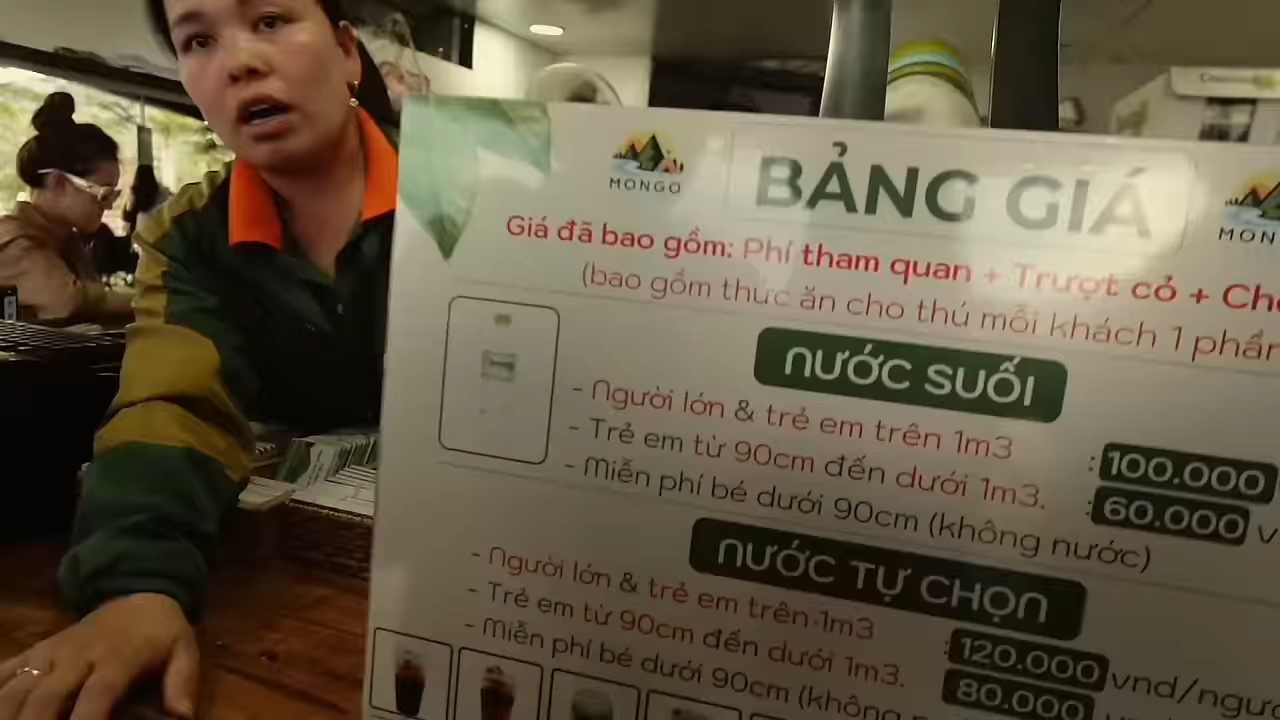 MONGO
BẢNG GIÁ
Giá đã bao gồm: Phí tham quan + Trượt cỏ +
(bao gồm thức ăn cho thú mỗi khách 1 phần
NƯỚC SUỐI
- Người lớn & trẻ em trên 1m3 : 100.000
- Trẻ em từ 90cm đến dưới 1m3. : 60.000
- Miễn phí bé dưới 90cm (không nước)
NƯỚC TỰ CHỌN
- Người lớn & trẻ em trên 1m3 : 120.000 vnd/người
- Trẻ em từ 90cm đến dưới 1m3. 80.000
- Miễn phí bé dưới 90cm (không